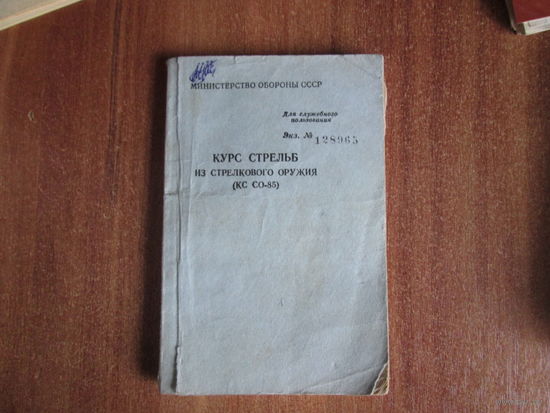 МИНИСТЕРСТВО ОБОРОНЫ СССР
Для служебного
пользования
Экз. № 128965
КУРС СТРЕЛЬБ
ИЗ СТРЕЛКОВОГО ОРУЖИЯ
(КС СО-85)